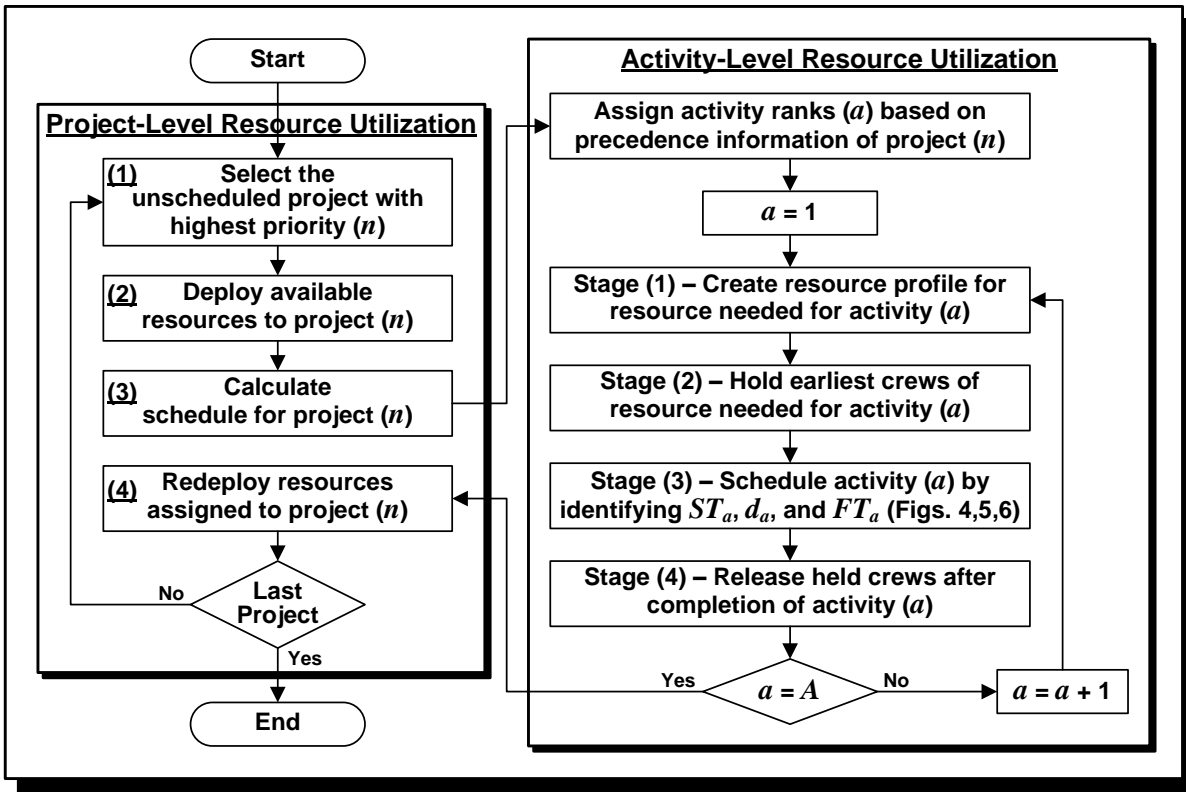 Start
Project-Level Resource Utilization
(1) Select the
unscheduled project with
highest priority (n)
(2) Deploy available
resources to project (n)
(3) Calculate
schedule for project (n)
(4) Redeploy resources
assigned to project (n)
No
Last
Project
Yes
End
Activity-Level Resource Utilization
Assign activity ranks (a) based on
precedence information of project (n)
a = 1
Stage (1) – Create resource profile for
resource needed for activity (a)
Stage (2) – Hold earliest crews of
resource needed for activity (a)
Stage (3) – Schedule activity (a) by
identifying STₐ, dₐ, and FTₐ (Figs. 4,5,6)
Stage (4) – Release held crews after
completion of activity (a)
Yes
a = A
No
a = a + 1